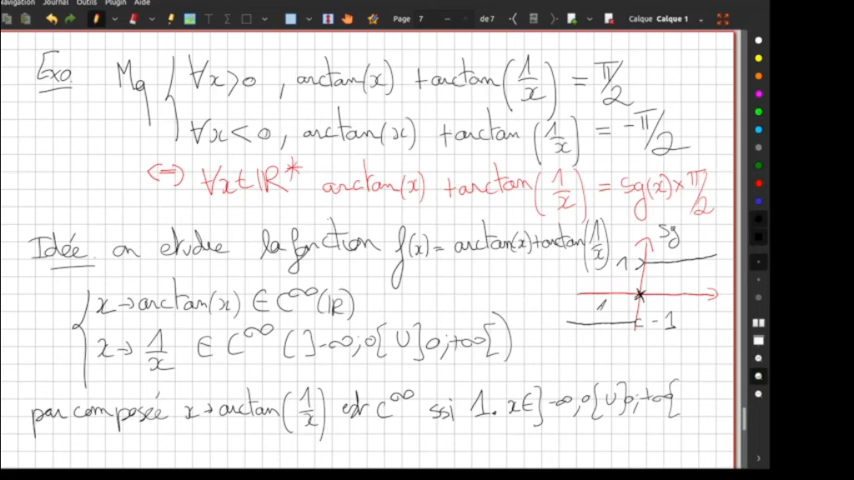 Journal Outils Plugin Aide
Page 7 de 7 Calque Calque 1
Exo Mq { ∀x>0, arctan(x) + arctan(1/x) = π/2
∀x<0, arctan(x) + arctan(1/x) = -π/2
⇔ ∀x∈ℝ* arctan(x) + arctan(1/x) = sg(x) × π/2
Idée on etudie la fonction f(x) = arctan(x) + arctan(1/x)
sg
1
1
-1
{ x → arctan(x) ∈ C^∞(ℝ)
x → 1/x ∈ C^∞ (]-∞;0[ U ]0;+∞[)
par composée x → arctan(1/x) est C^∞ ssi 1. x∈]-∞;0[ U ]0;+∞[